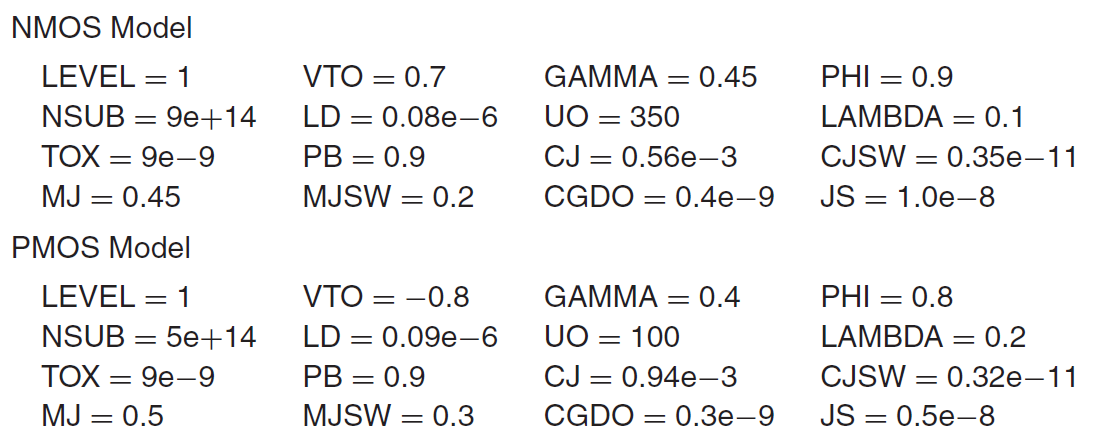 NMOS Model
LEVEL = 1 VTO = 0.7 GAMMA = 0.45 PHI = 0.9
NSUB = 9e+14 LD = 0.08e−6 UO = 350 LAMBDA = 0.1
TOX = 9e−9 PB = 0.9 CJ = 0.56e−3 CJSW = 0.35e−11
MJ = 0.45 MJSW = 0.2 CGDO = 0.4e−9 JS = 1.0e−8
PMOS Model
LEVEL = 1 VTO = −0.8 GAMMA = 0.4 PHI = 0.8
NSUB = 5e+14 LD = 0.09e−6 UO = 100 LAMBDA = 0.2
TOX = 9e−9 PB = 0.9 CJ = 0.94e−3 CJSW = 0.32e−11
MJ = 0.5 MJSW = 0.3 CGDO = 0.3e−9 JS = 0.5e−8